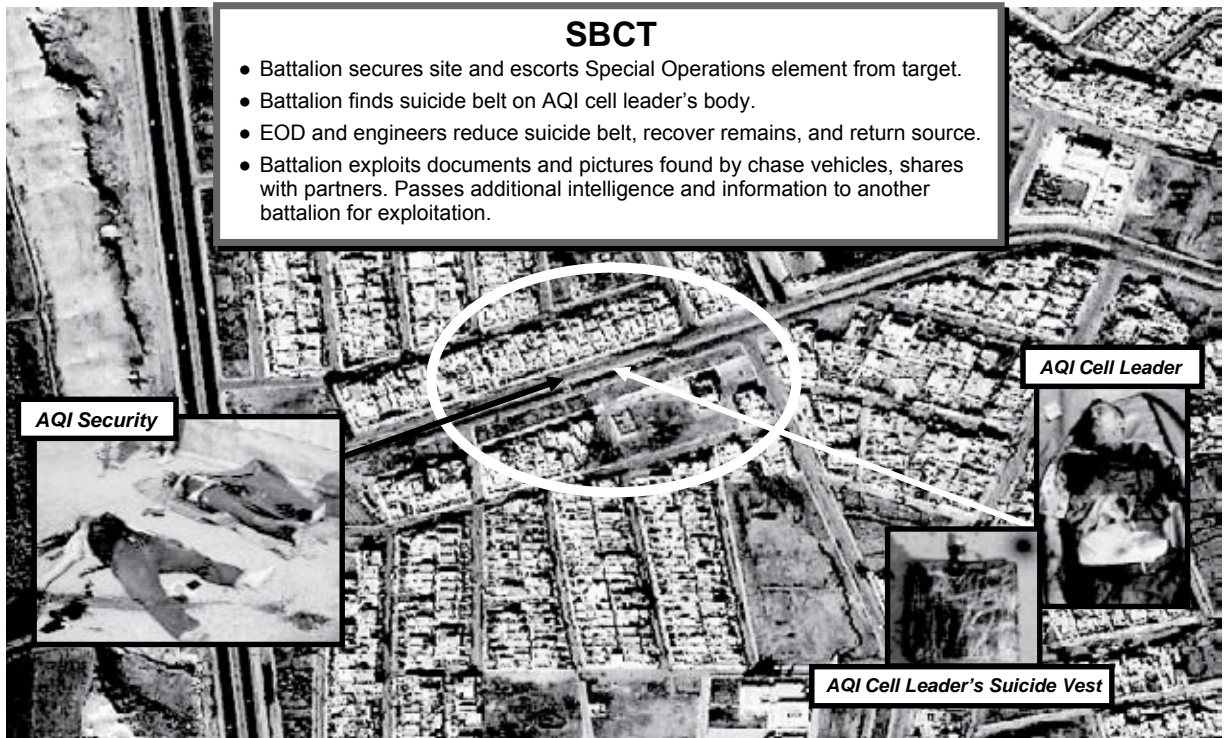 SBCT
● Battalion secures site and escorts Special Operations element from target.
● Battalion finds suicide belt on AQI cell leader’s body.
● EOD and engineers reduce suicide belt, recover remains, and return source.
● Battalion exploits documents and pictures found by chase vehicles, shares
with partners. Passes additional intelligence and information to another
battalion for exploitation.
AQI Cell Leader
AQI Security
AQI Cell Leader’s Suicide Vest